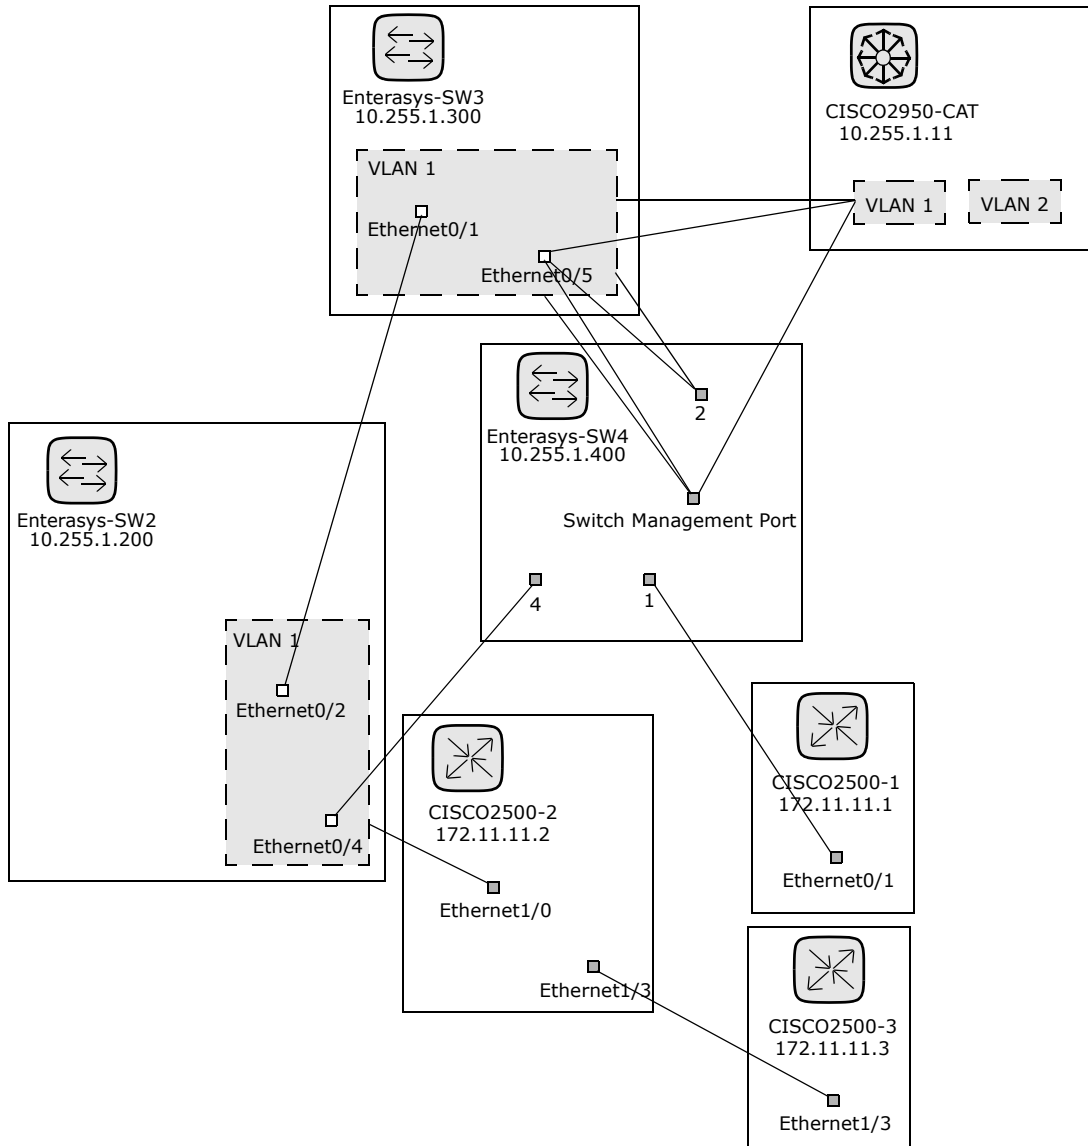 Enterasys-SW3
10.255.1.300
VLAN 1
Ethernet0/1
Ethernet0/5
CISCO2950-CAT
10.255.1.11
VLAN 1
VLAN 2
Enterasys-SW4
10.255.1.400
2
Switch Management Port
4
1
Enterasys-SW2
10.255.1.200
VLAN 1
Ethernet0/2
Ethernet0/4
CISCO2500-2
172.11.11.2
Ethernet1/0
Ethernet1/3
CISCO2500-1
172.11.11.1
Ethernet0/1
CISCO2500-3
172.11.11.3
Ethernet1/3